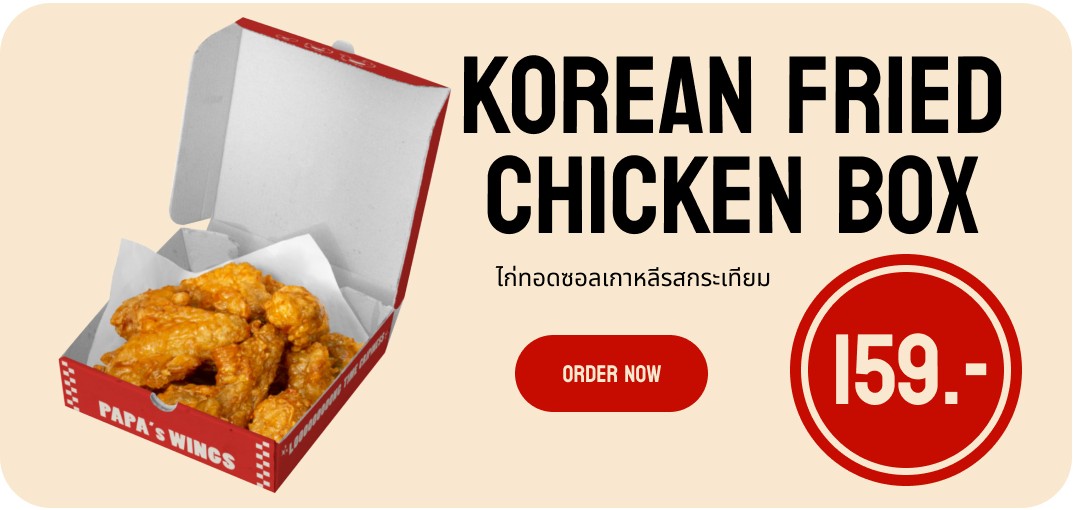 KOREAN FRIED
CHICKEN BOX
ไก่ทอดซอสเกาหลีรสกระเทียม
ORDER NOW
159.-
PAPA's WINGS